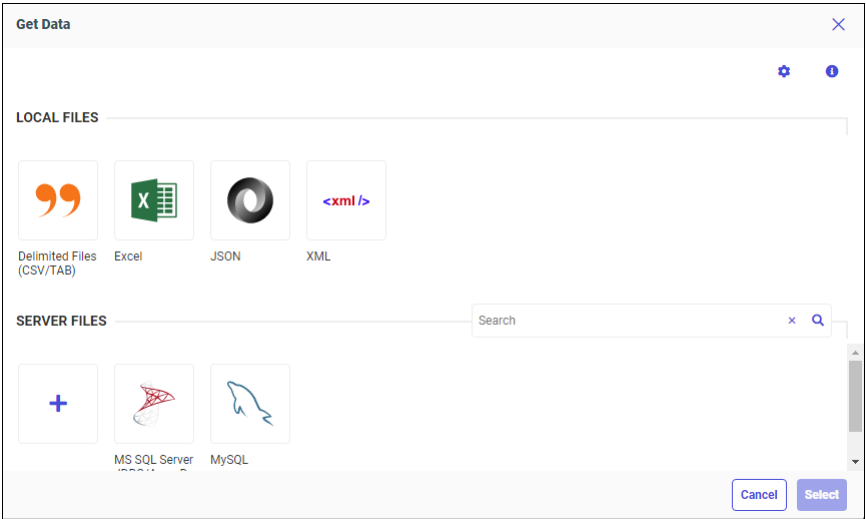 Get Data
LOCAL FILES
X
<xml />
Delimited Files
(CSV/TAB)
Excel
JSON
XML
SERVER FILES
Search
MS SQL Server
MySQL
Cancel
Select